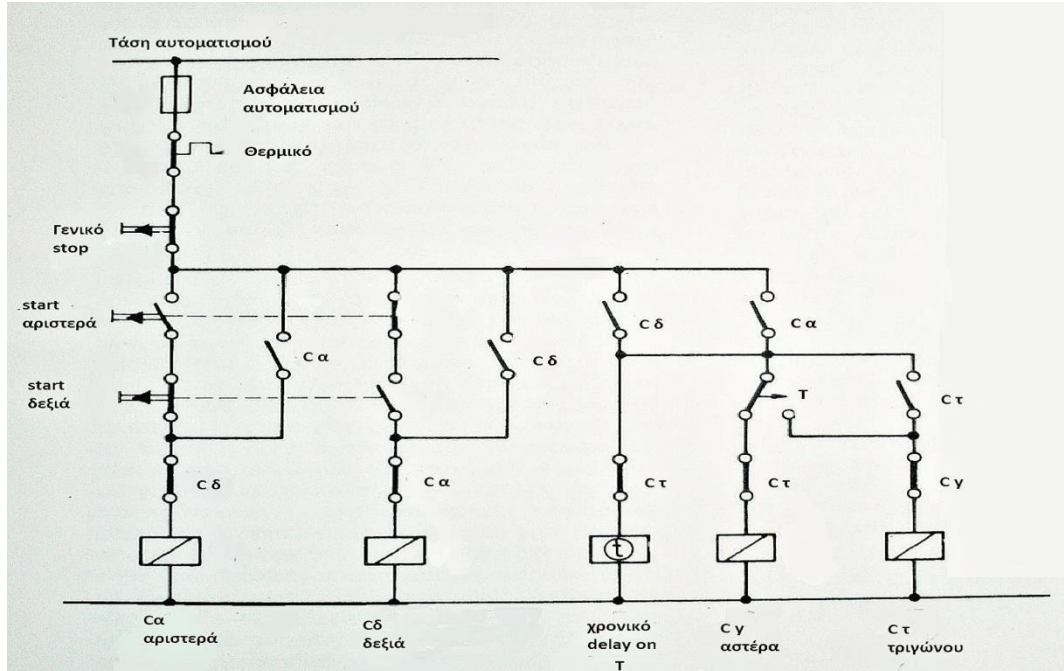 Τάση αυτοματισμού
Ασφάλεια
αυτοματισμού
Θερμικό
Γενικό
stop
start
αριστερά
C α
C δ
C δ
C α
start
δεξιά
T
C τ
C δ
C α
C τ
C τ
C γ
t
Cα
αριστερά
Cδ
δεξιά
χρονικό
delay on
T
C γ
αστέρα
C τ
τριγώνου